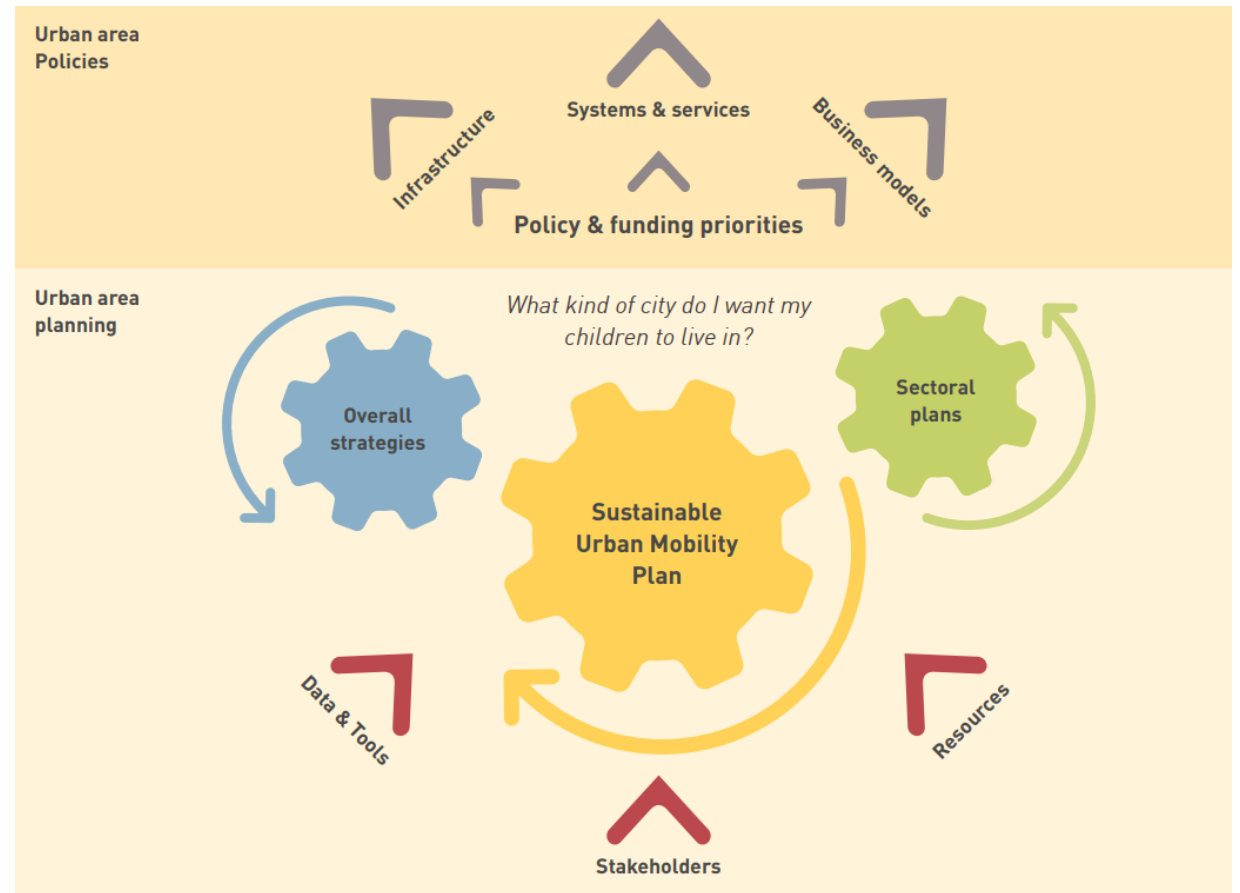 Urban area
Policies
Systems & services
Infrastructure
Business models
Policy & funding priorities
Urban area
planning
What kind of city do I want my
children to live in?
Overall
strategies
Sectoral
plans
Sustainable
Urban Mobility
Plan
Data & Tools
Resources
Stakeholders